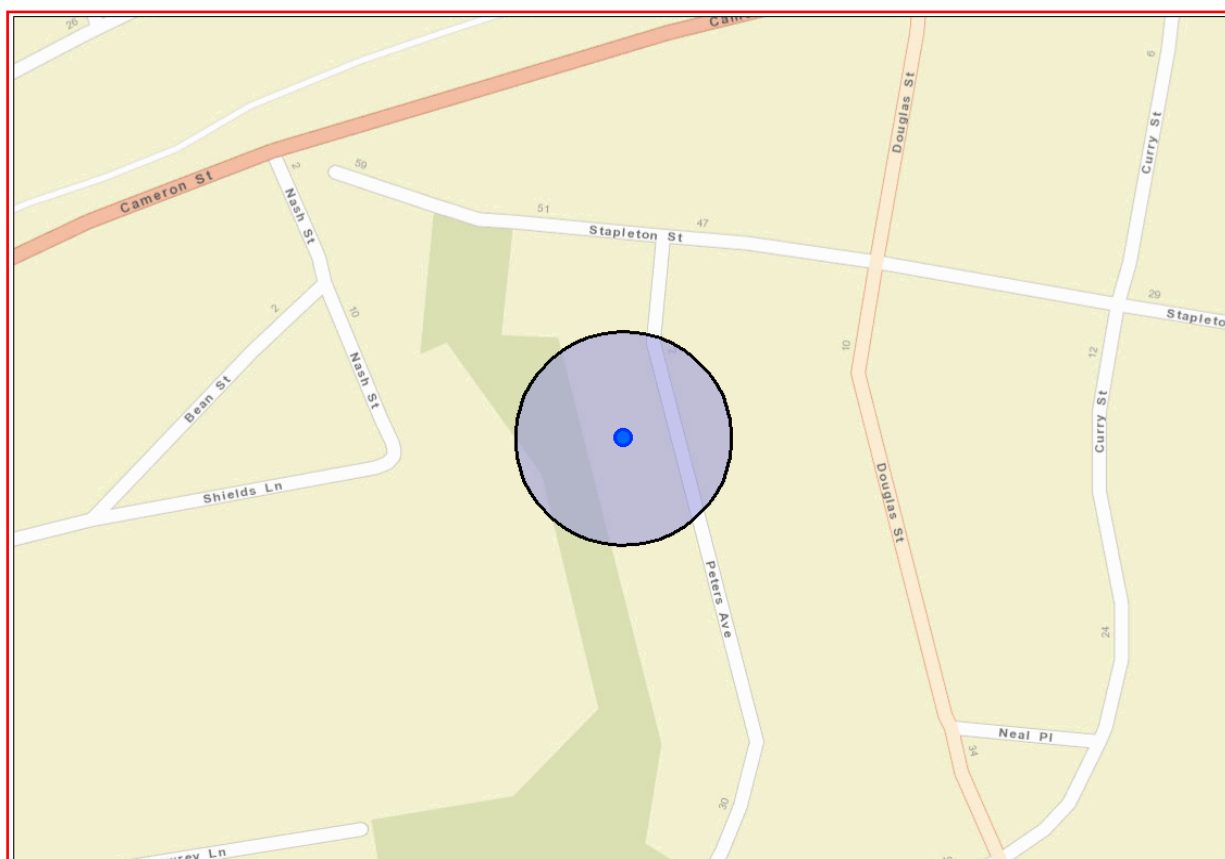 26
Cameron St
2
59
Nash St
51
Stapleton St
47
Douglas St
6
Curry St
29
Stapleton
2
10
Nash St
Bean St
Shields Ln
10
12
Curry St
Douglas St
Peters Ave
24
Neal Pl
34
30
Ln